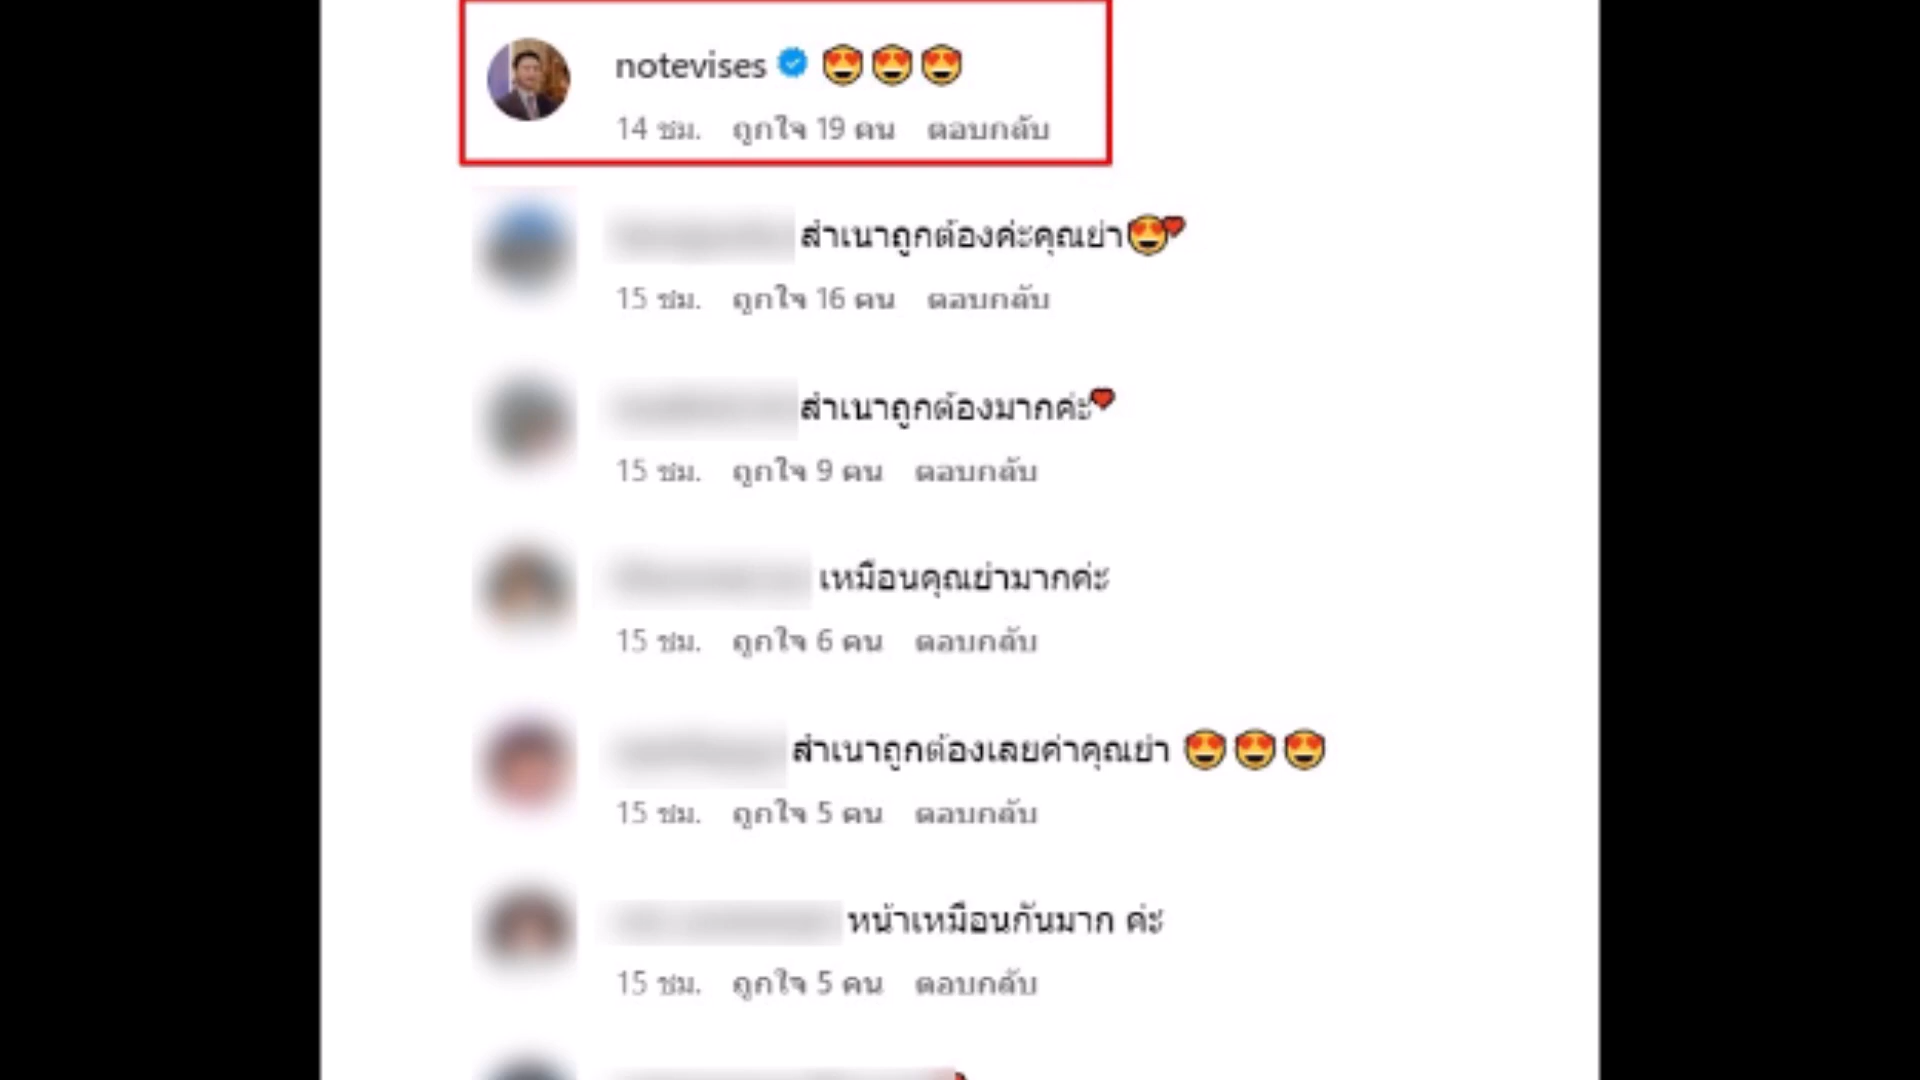 notevises 😍😍😍
14 ชม. ถูกใจ 19 คน ตอบกลับ
สำเนาถูกต้องค่ะคุณย่า😍❤
15 ชม. ถูกใจ 16 คน ตอบกลับ
สำเนาถูกต้องมากค่ะ❤
15 ชม. ถูกใจ 9 คน ตอบกลับ
เหมือนคุณย่ามากค่ะ
15 ชม. ถูกใจ 6 คน ตอบกลับ
สำเนาถูกต้องเลยค่าคุณย่า 😍😍😍
15 ชม. ถูกใจ 5 คน ตอบกลับ
หน้าเหมือนกันมาก ค่ะ
15 ชม. ถูกใจ 5 คน ตอบกลับ